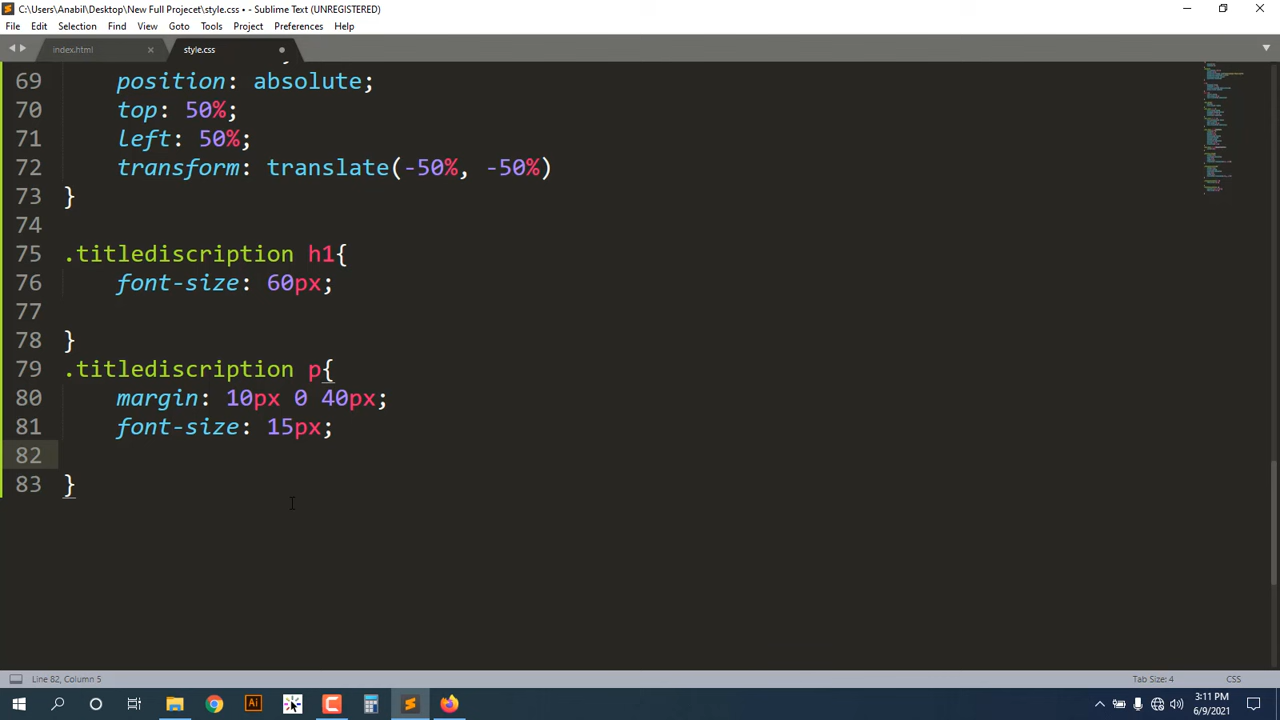 C:\Users\Anabil\Desktop\New Full Projecet\style.css • - Sublime Text (UNREGISTERED)
File Edit Selection Find View Goto Tools Project Preferences Help
index.html style.css
69 position: absolute;
70 top: 50%;
71 left: 50%;
72 transform: translate(-50%, -50%)
73 }
74
75 .titlediscription h1{
76 font-size: 60px;
77
78 }
79 .titlediscription p{
80 margin: 10px 0 40px;
81 font-size: 15px;
82
83 }
Line 82, Column 5 Tab Size: 4 CSS
Ai
3:11 PM
6/9/2021